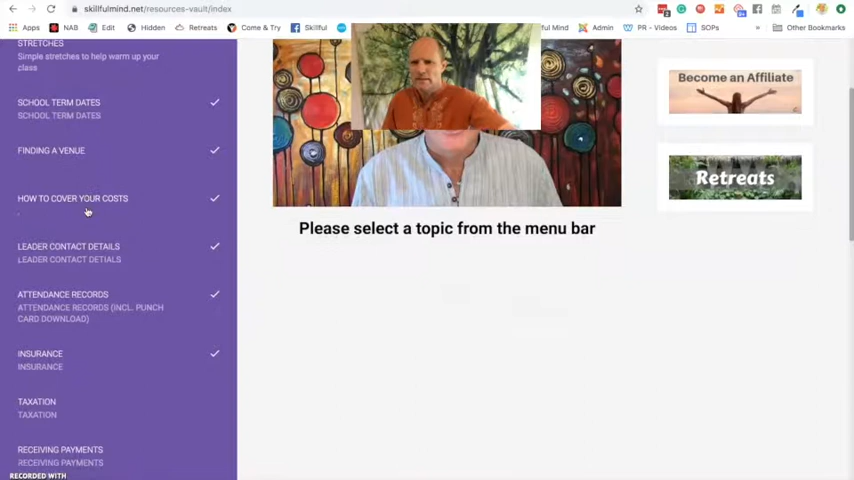 skillfulmind.net/resources-vault/index
Apps
NAB
Edit
Hidden
Retreats
Come & Try
Skillful
ful Mind
Admin
PR - Videos
SOPs
»
Other Bookmarks
STRETCHES
Simple stretches to help warm up your
class
SCHOOL TERM DATES
SCHOOL TERM DATES
FINDING A VENUE
HOW TO COVER YOUR COSTS
.
LEADER CONTACT DETAILS
LEADER CONTACT DETIALS
ATTENDANCE RECORDS
ATTENDANCE RECORDS (INCL. PUNCH
CARD DOWNLOAD)
INSURANCE
INSURANCE
TAXATION
TAXATION
RECEIVING PAYMENTS
RECEIVING PAYMENTS
RECORDED WITH
Please select a topic from the menu bar
Become an Affiliate
Retreats